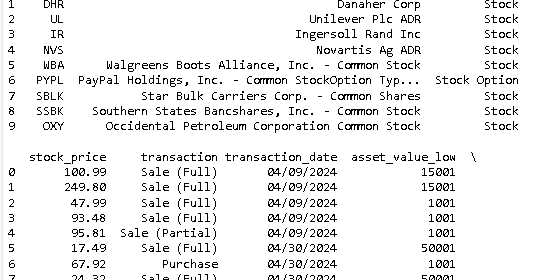 1 DHR Danaher Corp Stock
2 UL Unilever Plc ADR Stock
3 IR Ingersoll Rand Inc Stock
4 NVS Novartis Ag ADR Stock
5 WBA Walgreens Boots Alliance, Inc. - Common Stock Stock
6 PYPL PayPal Holdings, Inc. - Common StockOption Typ... Stock Option
7 SBLK Star Bulk Carriers Corp. - Common Shares Stock
8 SSBK Southern States Bancshares, Inc. - Common Stock Stock
9 OXY Occidental Petroleum Corporation Common Stock Stock
stock_price transaction transaction_date asset_value_low \
0 100.99 Sale (Full) 04/09/2024 15001
1 249.80 Sale (Full) 04/09/2024 15001
2 47.99 Sale (Full) 04/09/2024 1001
3 93.48 Sale (Full) 04/09/2024 1001
4 95.81 Sale (Partial) 04/09/2024 1001
5 17.49 Sale (Full) 04/30/2024 50001
6 67.92 Purchase 04/30/2024 1001
7 24.32 Sale (Full) 04/30/2024 50001